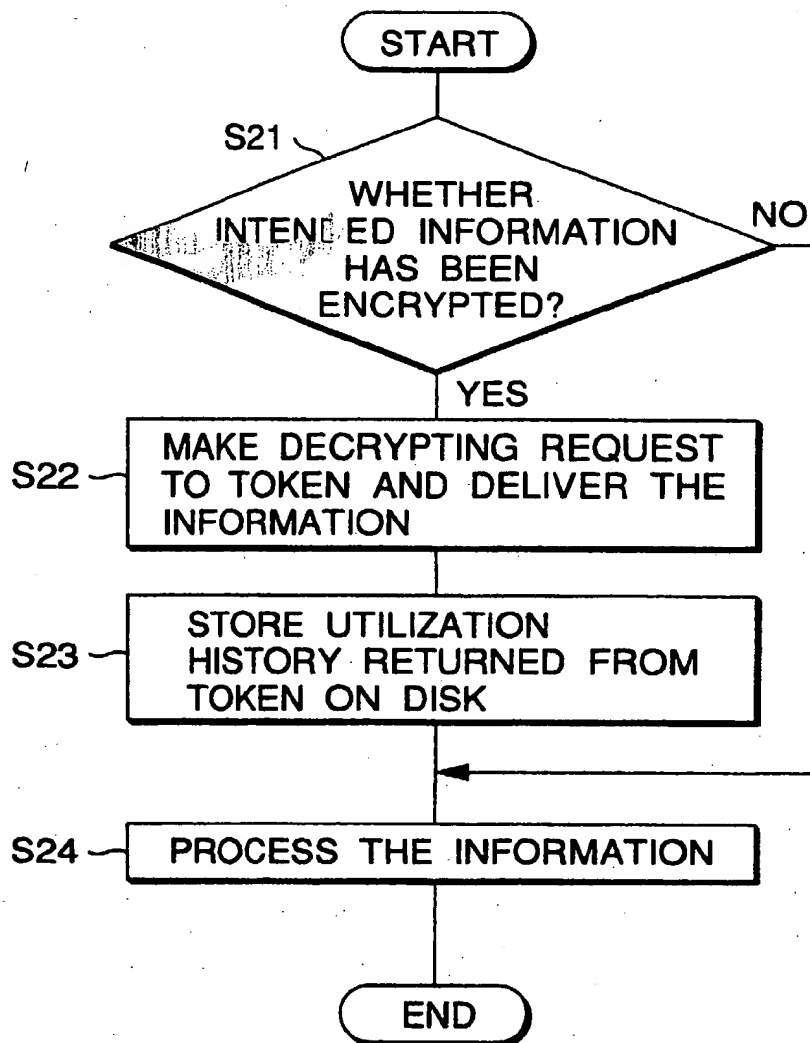 START
S21
WHETHER
INTENDED INFORMATION
HAS BEEN
ENCRYPTED?
NO
YES
S22
MAKE DECRYPTING REQUEST
TO TOKEN AND DELIVER THE
INFORMATION
S23
STORE UTILIZATION
HISTORY RETURNED FROM
TOKEN ON DISK
S24
PROCESS THE INFORMATION
END